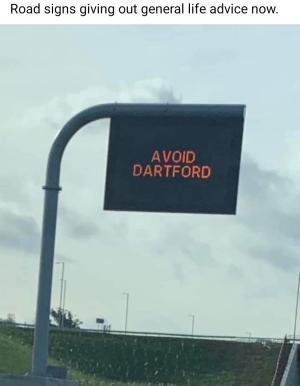 Road signs giving out general life advice now.
AVOID
DARTFORD